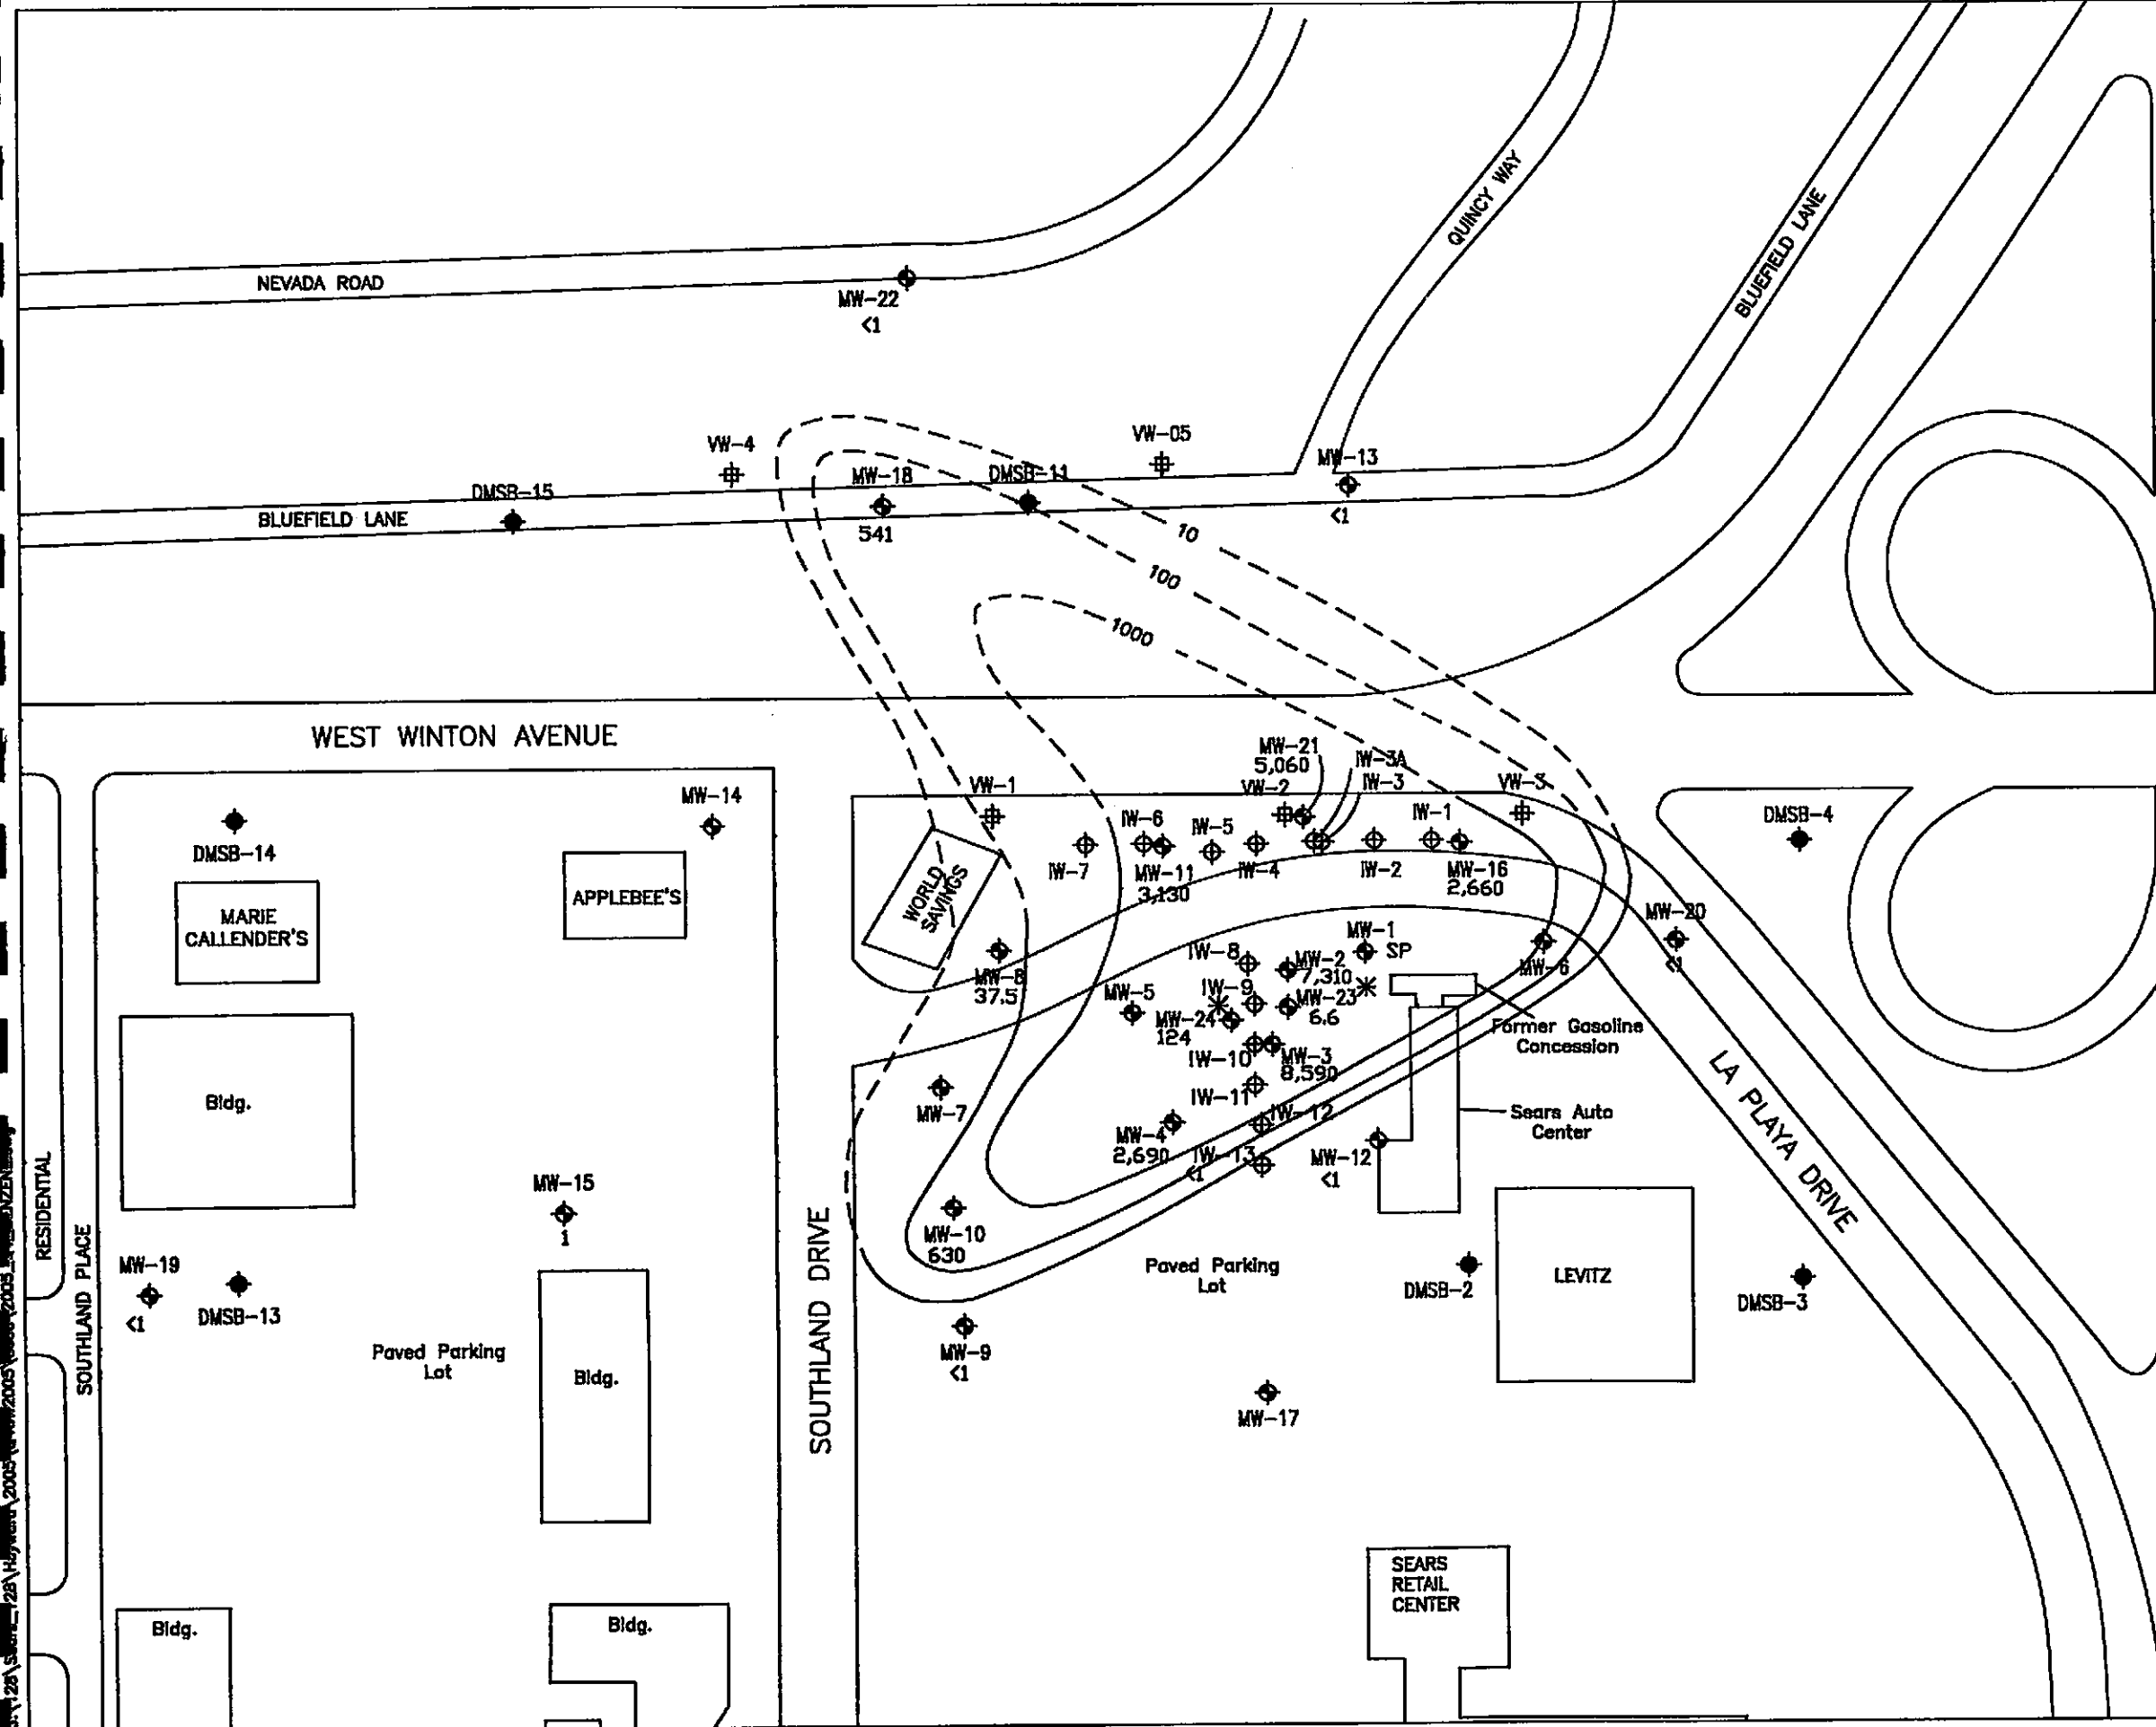 QUINCY WAY
BLUEFIELD LANE
NEVADA ROAD
MW-22
<1
VW-4
VW-05
MW-13
<1
MW-18
541
DMSB-11
DMSB-15
BLUEFIELD LANE
10
100
1000
WEST WINTON AVENUE
MW-21
5,060
IW-3A
IW-3
VW-1
VW-2
VW-3
MW-14
IW-6
IW-5
IW-1
DMSB-4
DMSB-14
IW-7
MW-11
3,130
IW-4
IW-2
MW-16
2,660
MARIE
CALLENDER'S
APPLEBEE'S
WORLD
SAVINGS
MW-20
<1
MW-1
SP
IW-8
MW-2
7,310
MW-6
MW-8
37.5
MW-5
IW-9
MW-23
6.6
MW-24
124
Former Gasoline
Concession
IW-10
MW-3
8,590
Bldg.
MW-7
IW-11
IW-12
Sears Auto
Center
MW-4
2,690
IW-13
<1
MW-12
<1
LA PLAYA DRIVE
RESIDENTIAL
SOUTHLAND PLACE
MW-15
1
MW-10
630
SOUTHLAND DRIVE
MW-19
<1
DMSB-13
Paved Parking
Lot
DMSB-2
LEVITZ
DMSB-3
Paved Parking
Lot
Bldg.
MW-9
<1
MW-17
SEARS
RETAIL
CENTER
Bldg.
Bldg.